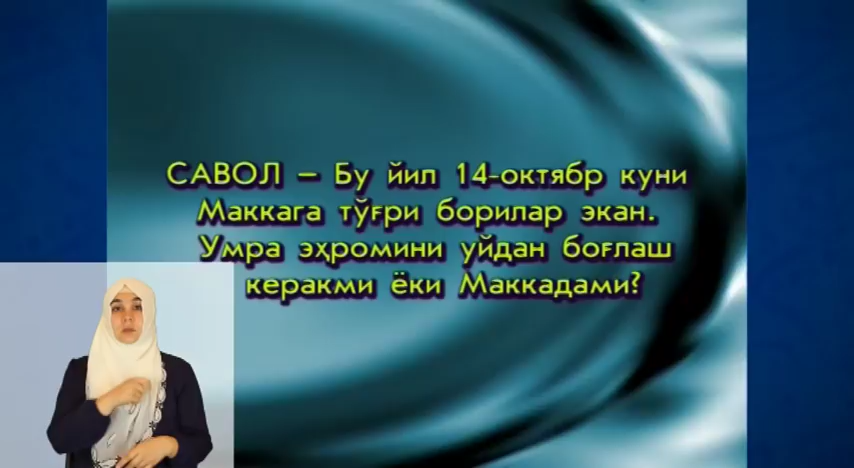 САВОЛ – Бу йил 14-октябр куни
Маккага тўғри борилар экан.
Умра эҳромини уйдан боғлаш
керакми ёки Маккадами?